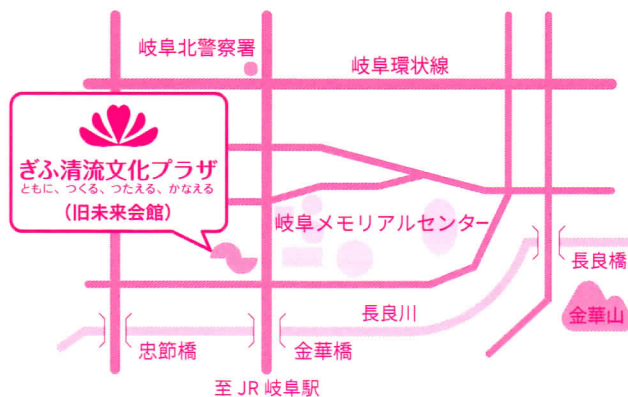 岐阜北警察署
岐阜環状線
ぎふ清流文化プラザ
ともに、つくる、つたえる、かなえる
(旧未来会館)
岐阜メモリアルセンター
長良橋
長良川
金華山
忠節橋
金華橋
至 JR 岐阜駅